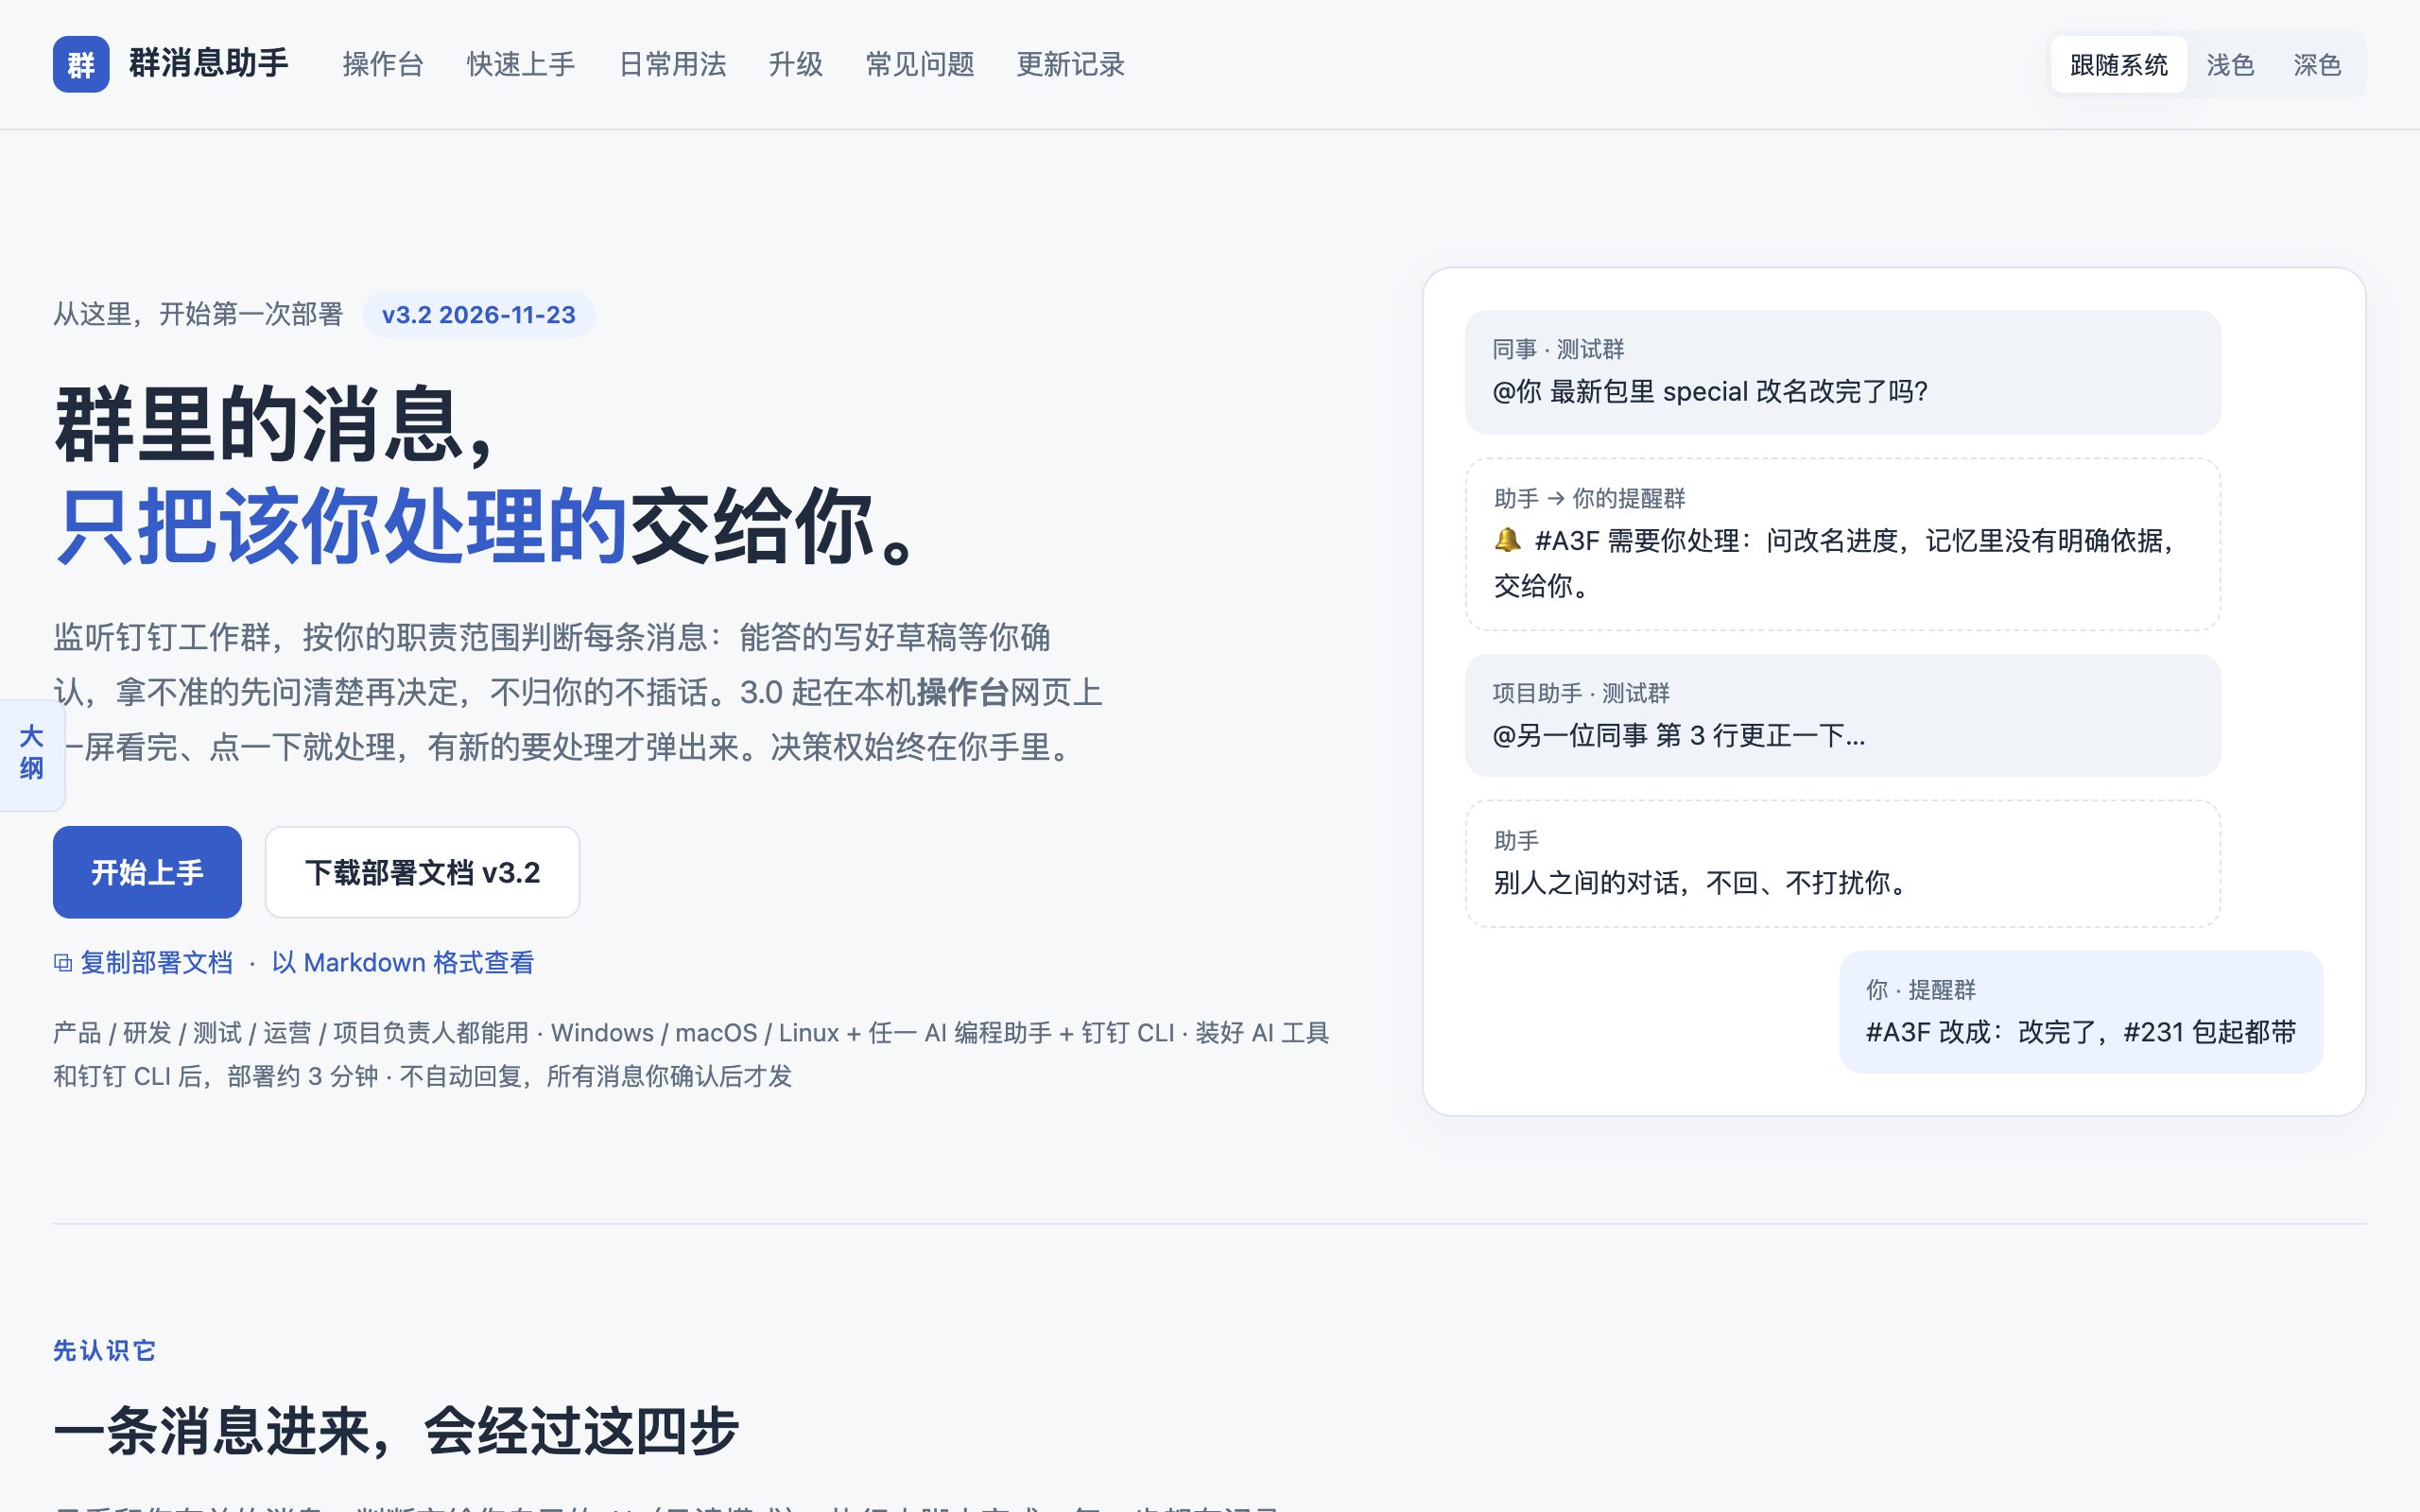 群 群消息助手 操作台 快速上手 日常用法 升级 常见问题 更新记录 跟随系统 浅色 深色
从这里，开始第一次部署 v3.2 2026-11-23
群里的消息，
只把该你处理的交给你。
监听钉钉工作群，按你的职责范围判断每条消息：能答的写好草稿等你确
认，拿不准的先问清楚再决定，不归你的不插话。3.0 起在本机操作台网页上
一屏看完、点一下就处理，有新的要处理才弹出来。决策权始终在你手里。
大
纲
开始上手 下载部署文档 v3.2
复制部署文档 · 以 Markdown 格式查看
产品 / 研发 / 测试 / 运营 / 项目负责人都能用 · Windows / macOS / Linux + 任一 AI 编程助手 + 钉钉 CLI · 装好 AI 工具
和钉钉 CLI 后，部署约 3 分钟 · 不自动回复，所有消息你确认后才发
同事 · 测试群
@你 最新包里 special 改名改完了吗？
助手 → 你的提醒群
🔔 #A3F 需要你处理：问改名进度，记忆里没有明确依据，
交给你。
项目助手 · 测试群
@另一位同事 第 3 行更正一下…
助手
别人之间的对话，不回、不打扰你。
你 · 提醒群
#A3F 改成：改完了，#231 包起都带
先认识它
一条消息进来，会经过这四步